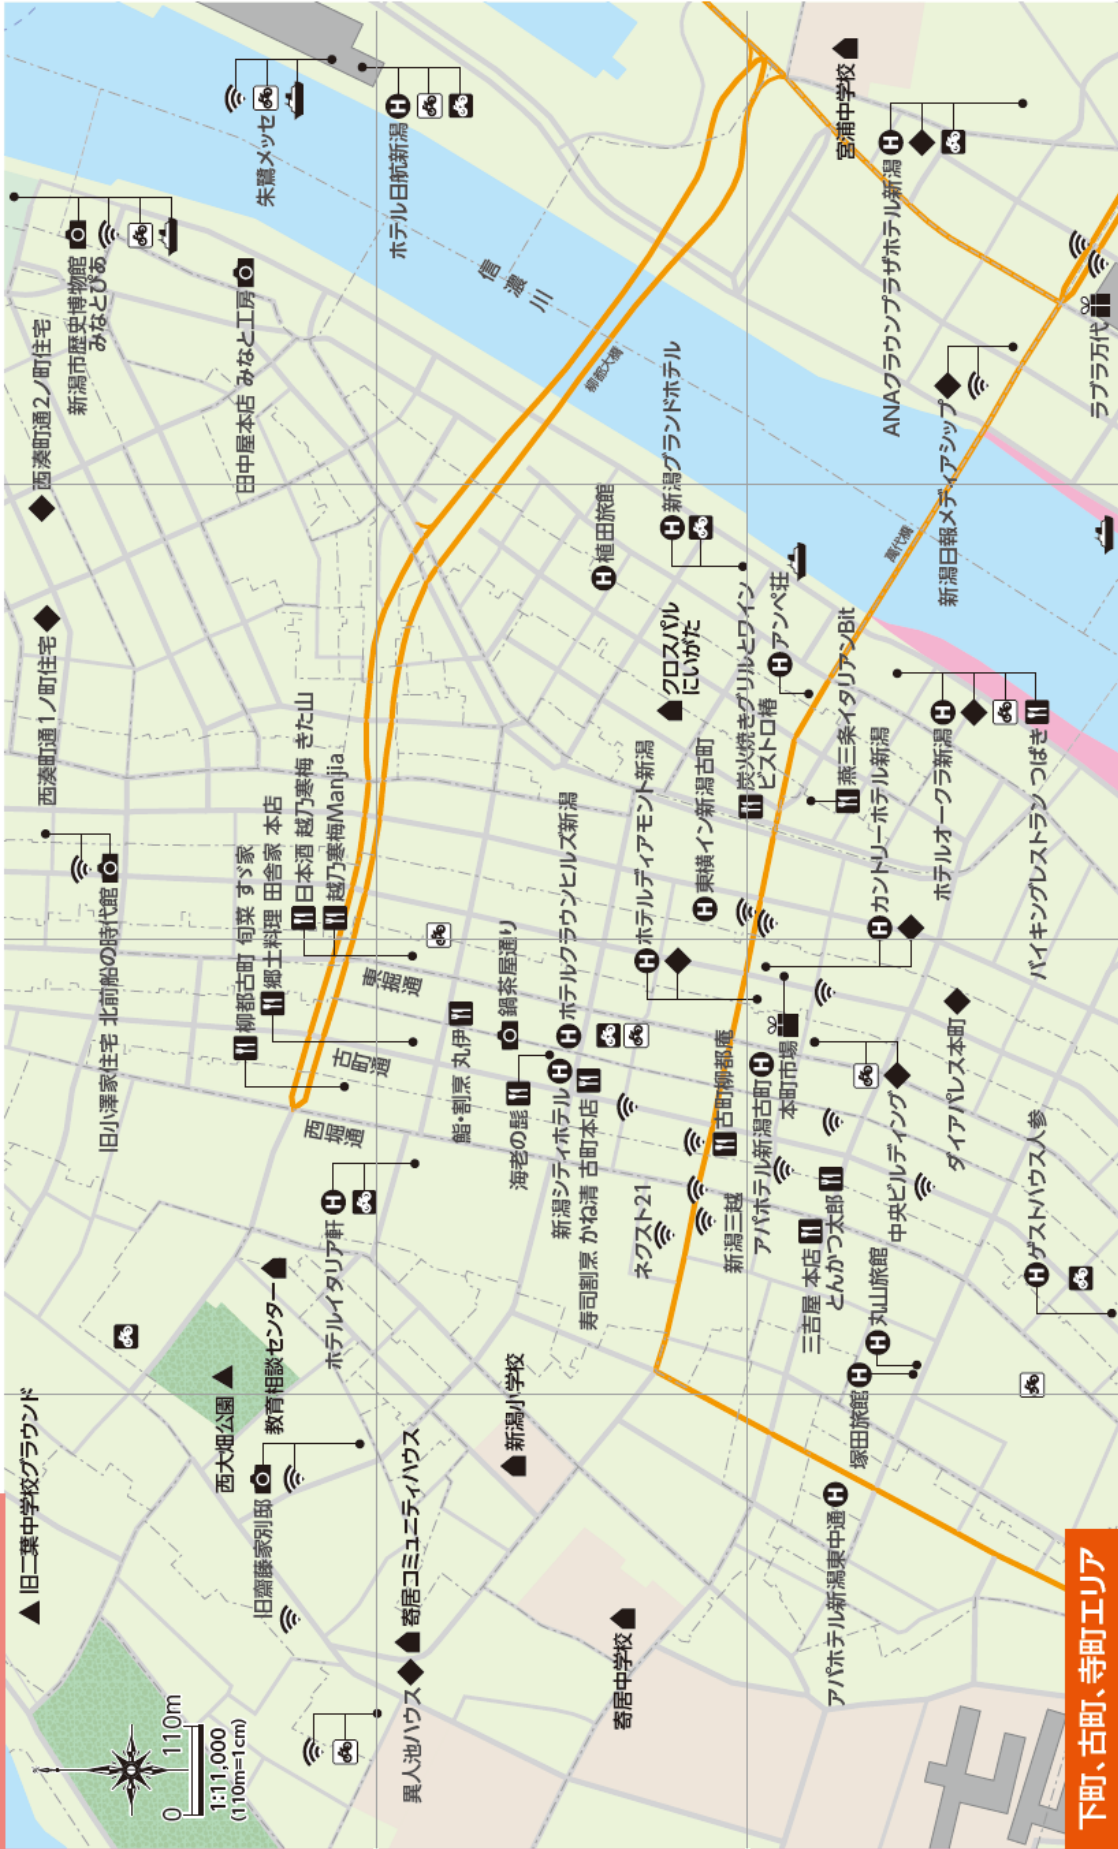 旧二葉中学校グラウンド
西湊町通1ノ町住宅
西湊町通2ノ町住宅
新潟市歴史博物館
みなとぴあ
旧小澤家住宅 北前船の時代館
西大畑公園
旧齋藤家別邸
教育相談センター
柳都古町 旬菜 すゞ家
郷土料理 田舎家 本店
日本酒 越乃寒梅 きた山
越乃寒梅Manjia
田中屋本店 みなと工房
朱鷺メッセ
ホテル日航新潟
ホテルイタリア軒
西堀通
古町通
東堀通
信濃川
柳都大橋
0
110m
1:11,000
(110m=1cm)
異人池ハウス
寄居コミュニティハウス
新潟小学校
寄居中学校
鮨・割烹 丸伊
鍋茶屋通り
海老の髭
新潟シティホテル
ホテルクラウンヒルズ新潟
寿司割烹 かね清 古町本店
ネクスト21
ホテルディアモント新潟
東横イン新潟古町
植田旅館
新潟グランドホテル
クロスパル
にいがた
炭火焼きグリルとワイン
ビストロ椿
アンペ荘
新潟三越
古町柳都庵
アパホテル新潟古町
本町市場
燕三条イタリアンBit
カントリーホテル新潟
ホテルオークラ新潟
バイキングレストラン つばき
萬代橋
新潟日報メディアシップ
ANAクラウンプラザホテル新潟
宮浦中学校
ラブラ万代
三吉屋 本店
とんかつ太郎
中央ビルディング
ダイアパレス本町
丸山旅館
塚田旅館
ゲストハウス人参
アパホテル新潟東中通
下町、古町、寺町エリア